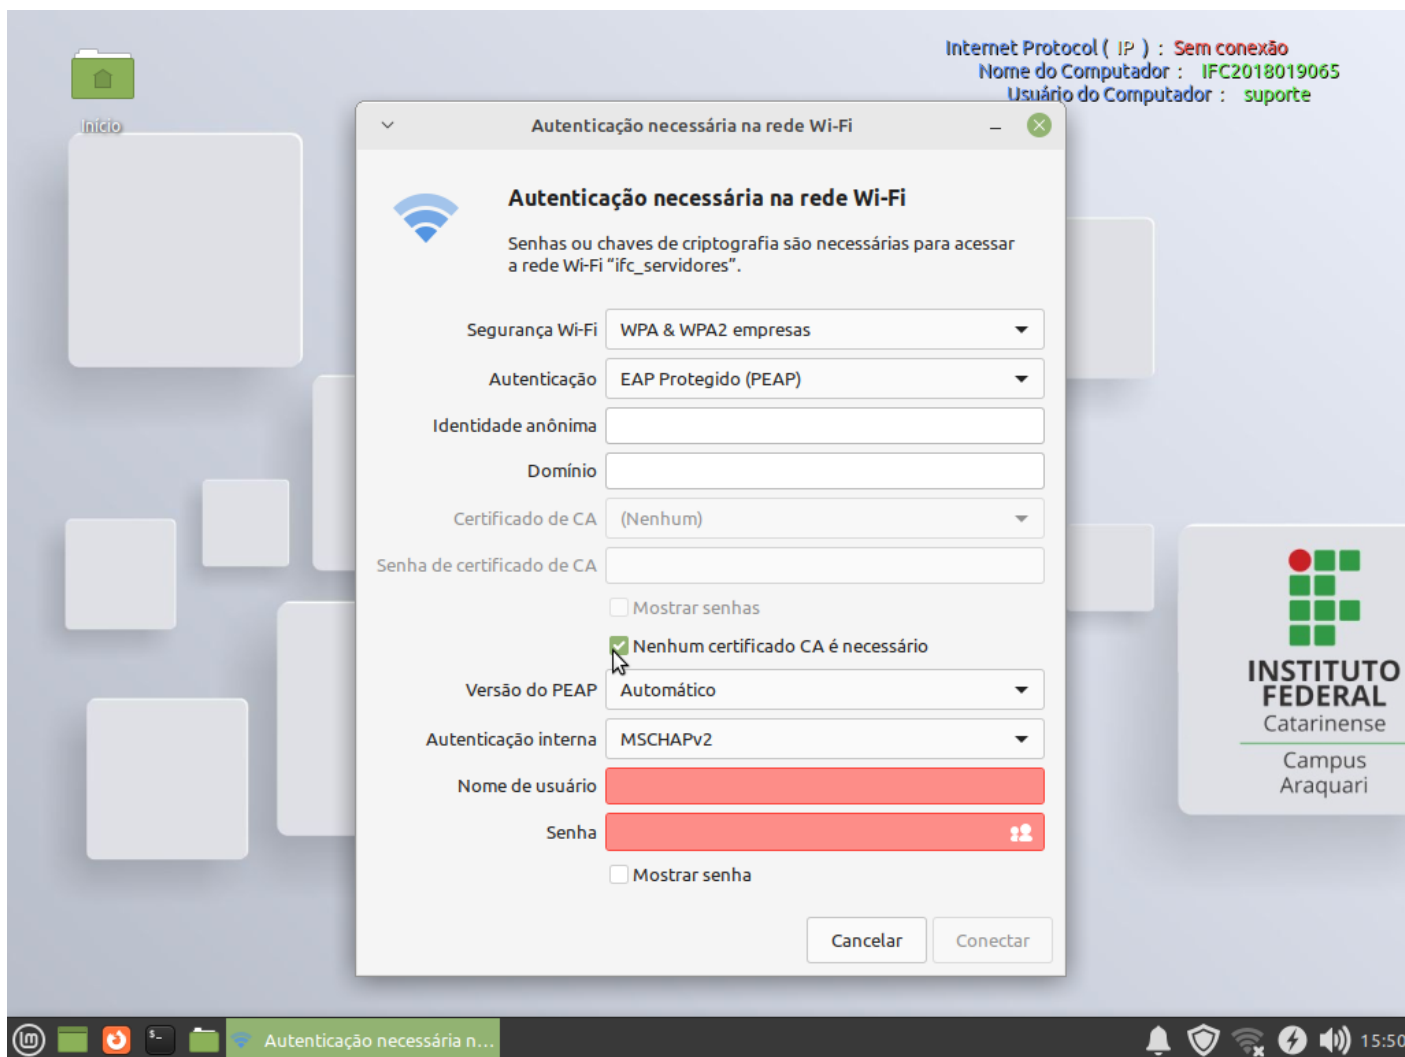 Internet Protocol ( IP ) : Sem conexão
Nome do Computador : IFC2018019065
Usuário do Computador : suporte
Início
Autenticação necessária na rede Wi-Fi
Autenticação necessária na rede Wi-Fi
Senhas ou chaves de criptografia são necessárias para acessar
a rede Wi-Fi “ifc_servidores”.
Segurança Wi-Fi WPA & WPA2 empresas
Autenticação EAP Protegido (PEAP)
Identidade anônima
Domínio
Certificado de CA (Nenhum)
Senha de certificado de CA
Mostrar senhas
Nenhum certificado CA é necessário
Versão do PEAP Automático
Autenticação interna MSCHAPv2
Nome de usuário
Senha
Mostrar senha
Cancelar Conectar
INSTITUTO
FEDERAL
Catarinense
Campus
Araquari
Autenticação necessária n...
15:50